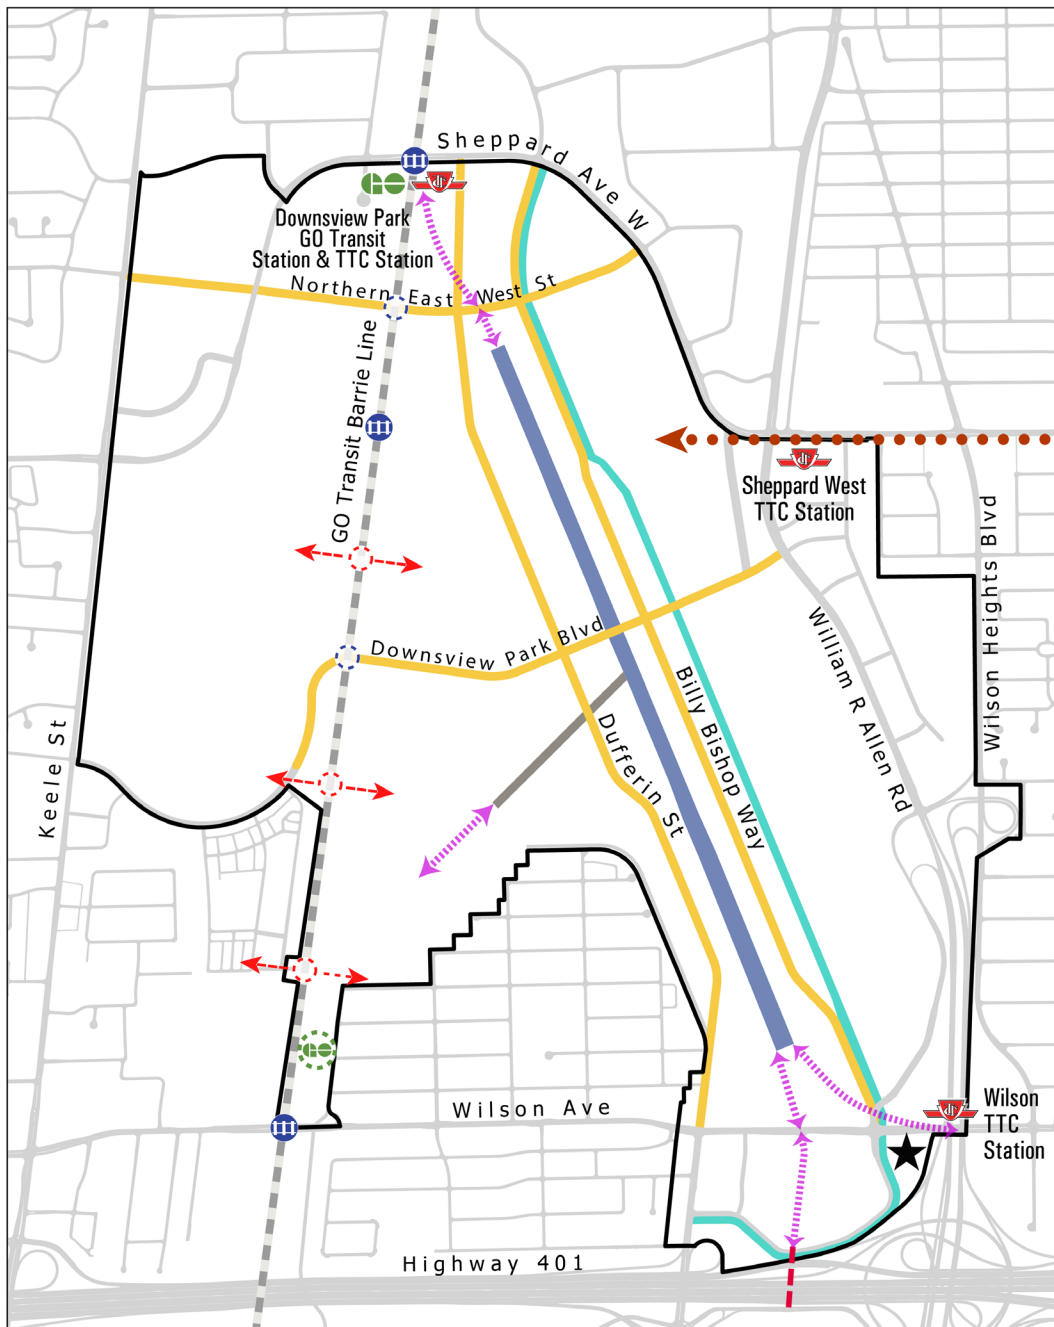 Sheppard Ave W
Downsview Park
GO Transit
Station & TTC Station
Northern East West St
GO Transit Barrie Line
Sheppard West
TTC Station
Wilson Heights Blvd
Downsview Park Blvd
William R Allen Rd
Billy Bishop Way
Dufferin St
Keele St
Wilson Ave
Wilson
TTC
Station
Highway 401